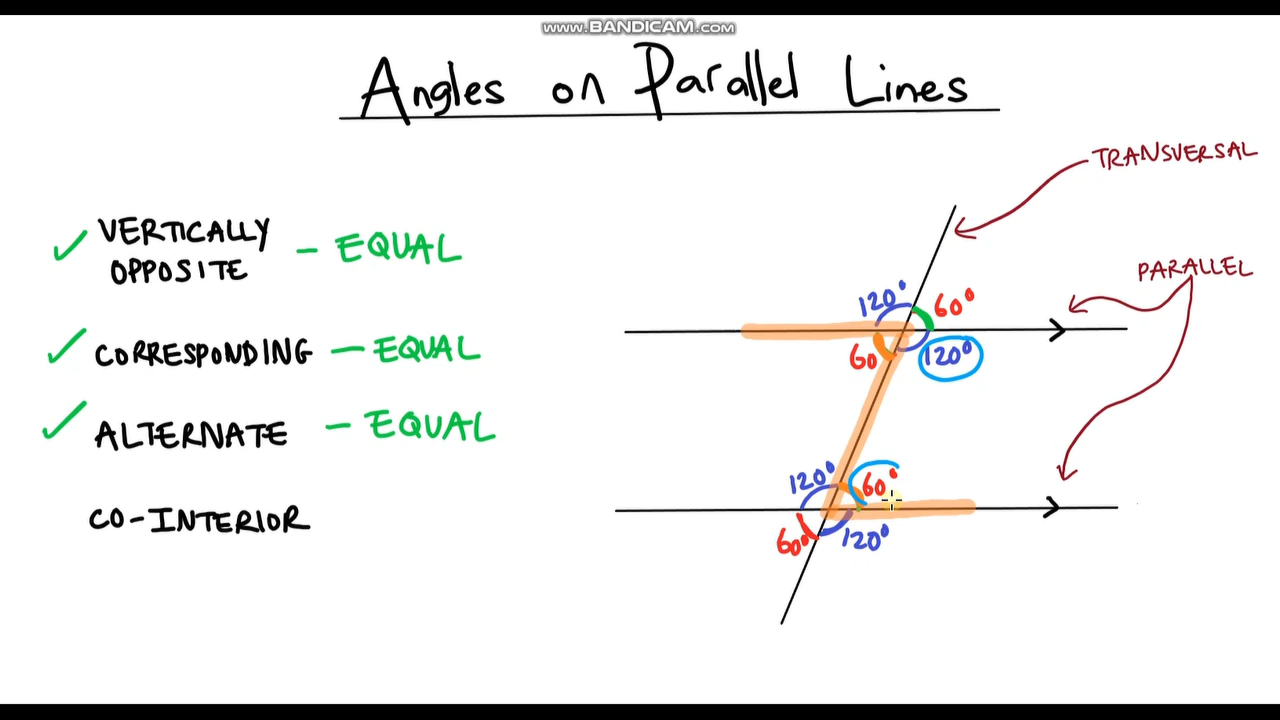 www.BANDICAM.com
Angles on Parallel Lines
TRANSVERSAL
VERTICALLY
OPPOSITE - EQUAL
PARALLEL
120° 60°
CORRESPONDING - EQUAL
60 120°
ALTERNATE - EQUAL
120° 60°
CO-INTERIOR
60° 120°